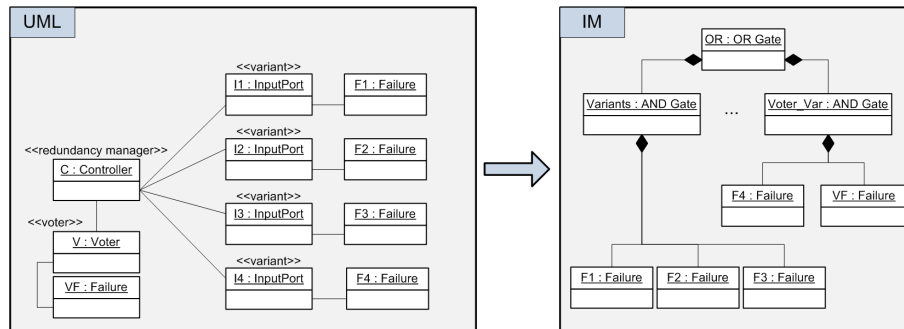 UML
<<variant>>
I1 : InputPort
F1 : Failure
<<variant>>
I2 : InputPort
F2 : Failure
<<redundancy manager>>
C : Controller
<<variant>>
I3 : InputPort
F3 : Failure
<<voter>>
V : Voter
<<variant>>
I4 : InputPort
F4 : Failure
VF : Failure
IM
OR : OR Gate
Variants : AND Gate
...
Voter_Var : AND Gate
F4 : Failure
VF : Failure
F1 : Failure
F2 : Failure
F3 : Failure